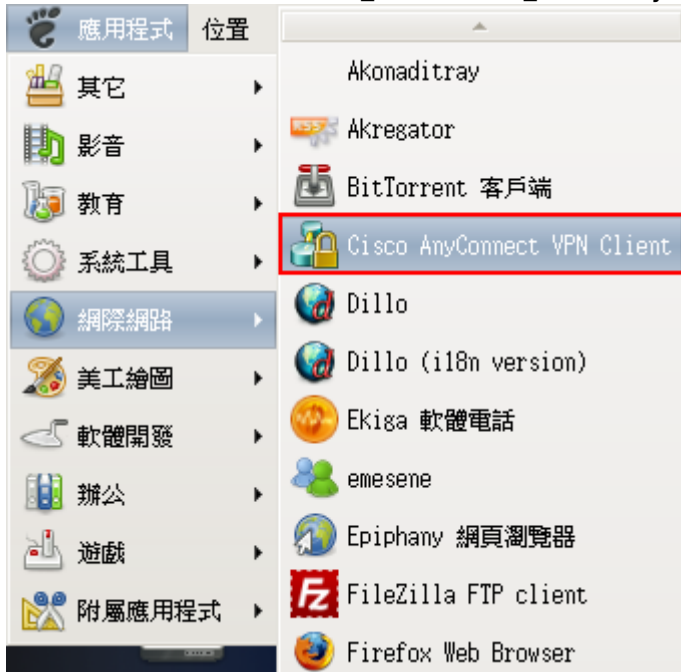 應用程式 位置
其它
影音
教育
系統工具
網際網路
美工繪圖
軟體開發
辦公
遊戲
附屬應用程式
Akonaditray
Akregator
BitTorrent 客戶端
Cisco AnyConnect VPN Client
Dillo
Dillo (i18n version)
Ekiga 軟體電話
emesene
Epiphany 網頁瀏覽器
FileZilla FTP client
Firefox Web Browser